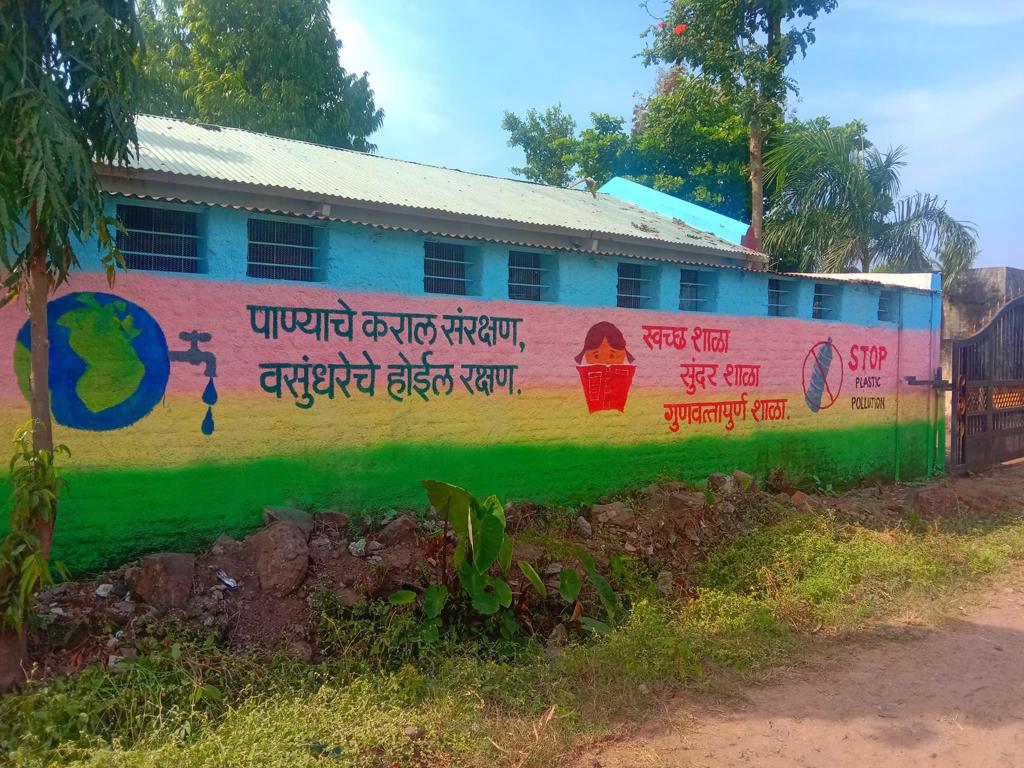 पाण्याचे कराल संरक्षण,
वसुंधरेचे होईल रक्षण.
स्वच्छ शाळा
सुंदर शाळा
गुणवत्तापुर्ण शाळा.
STOP
PLASTIC
POLLUTION